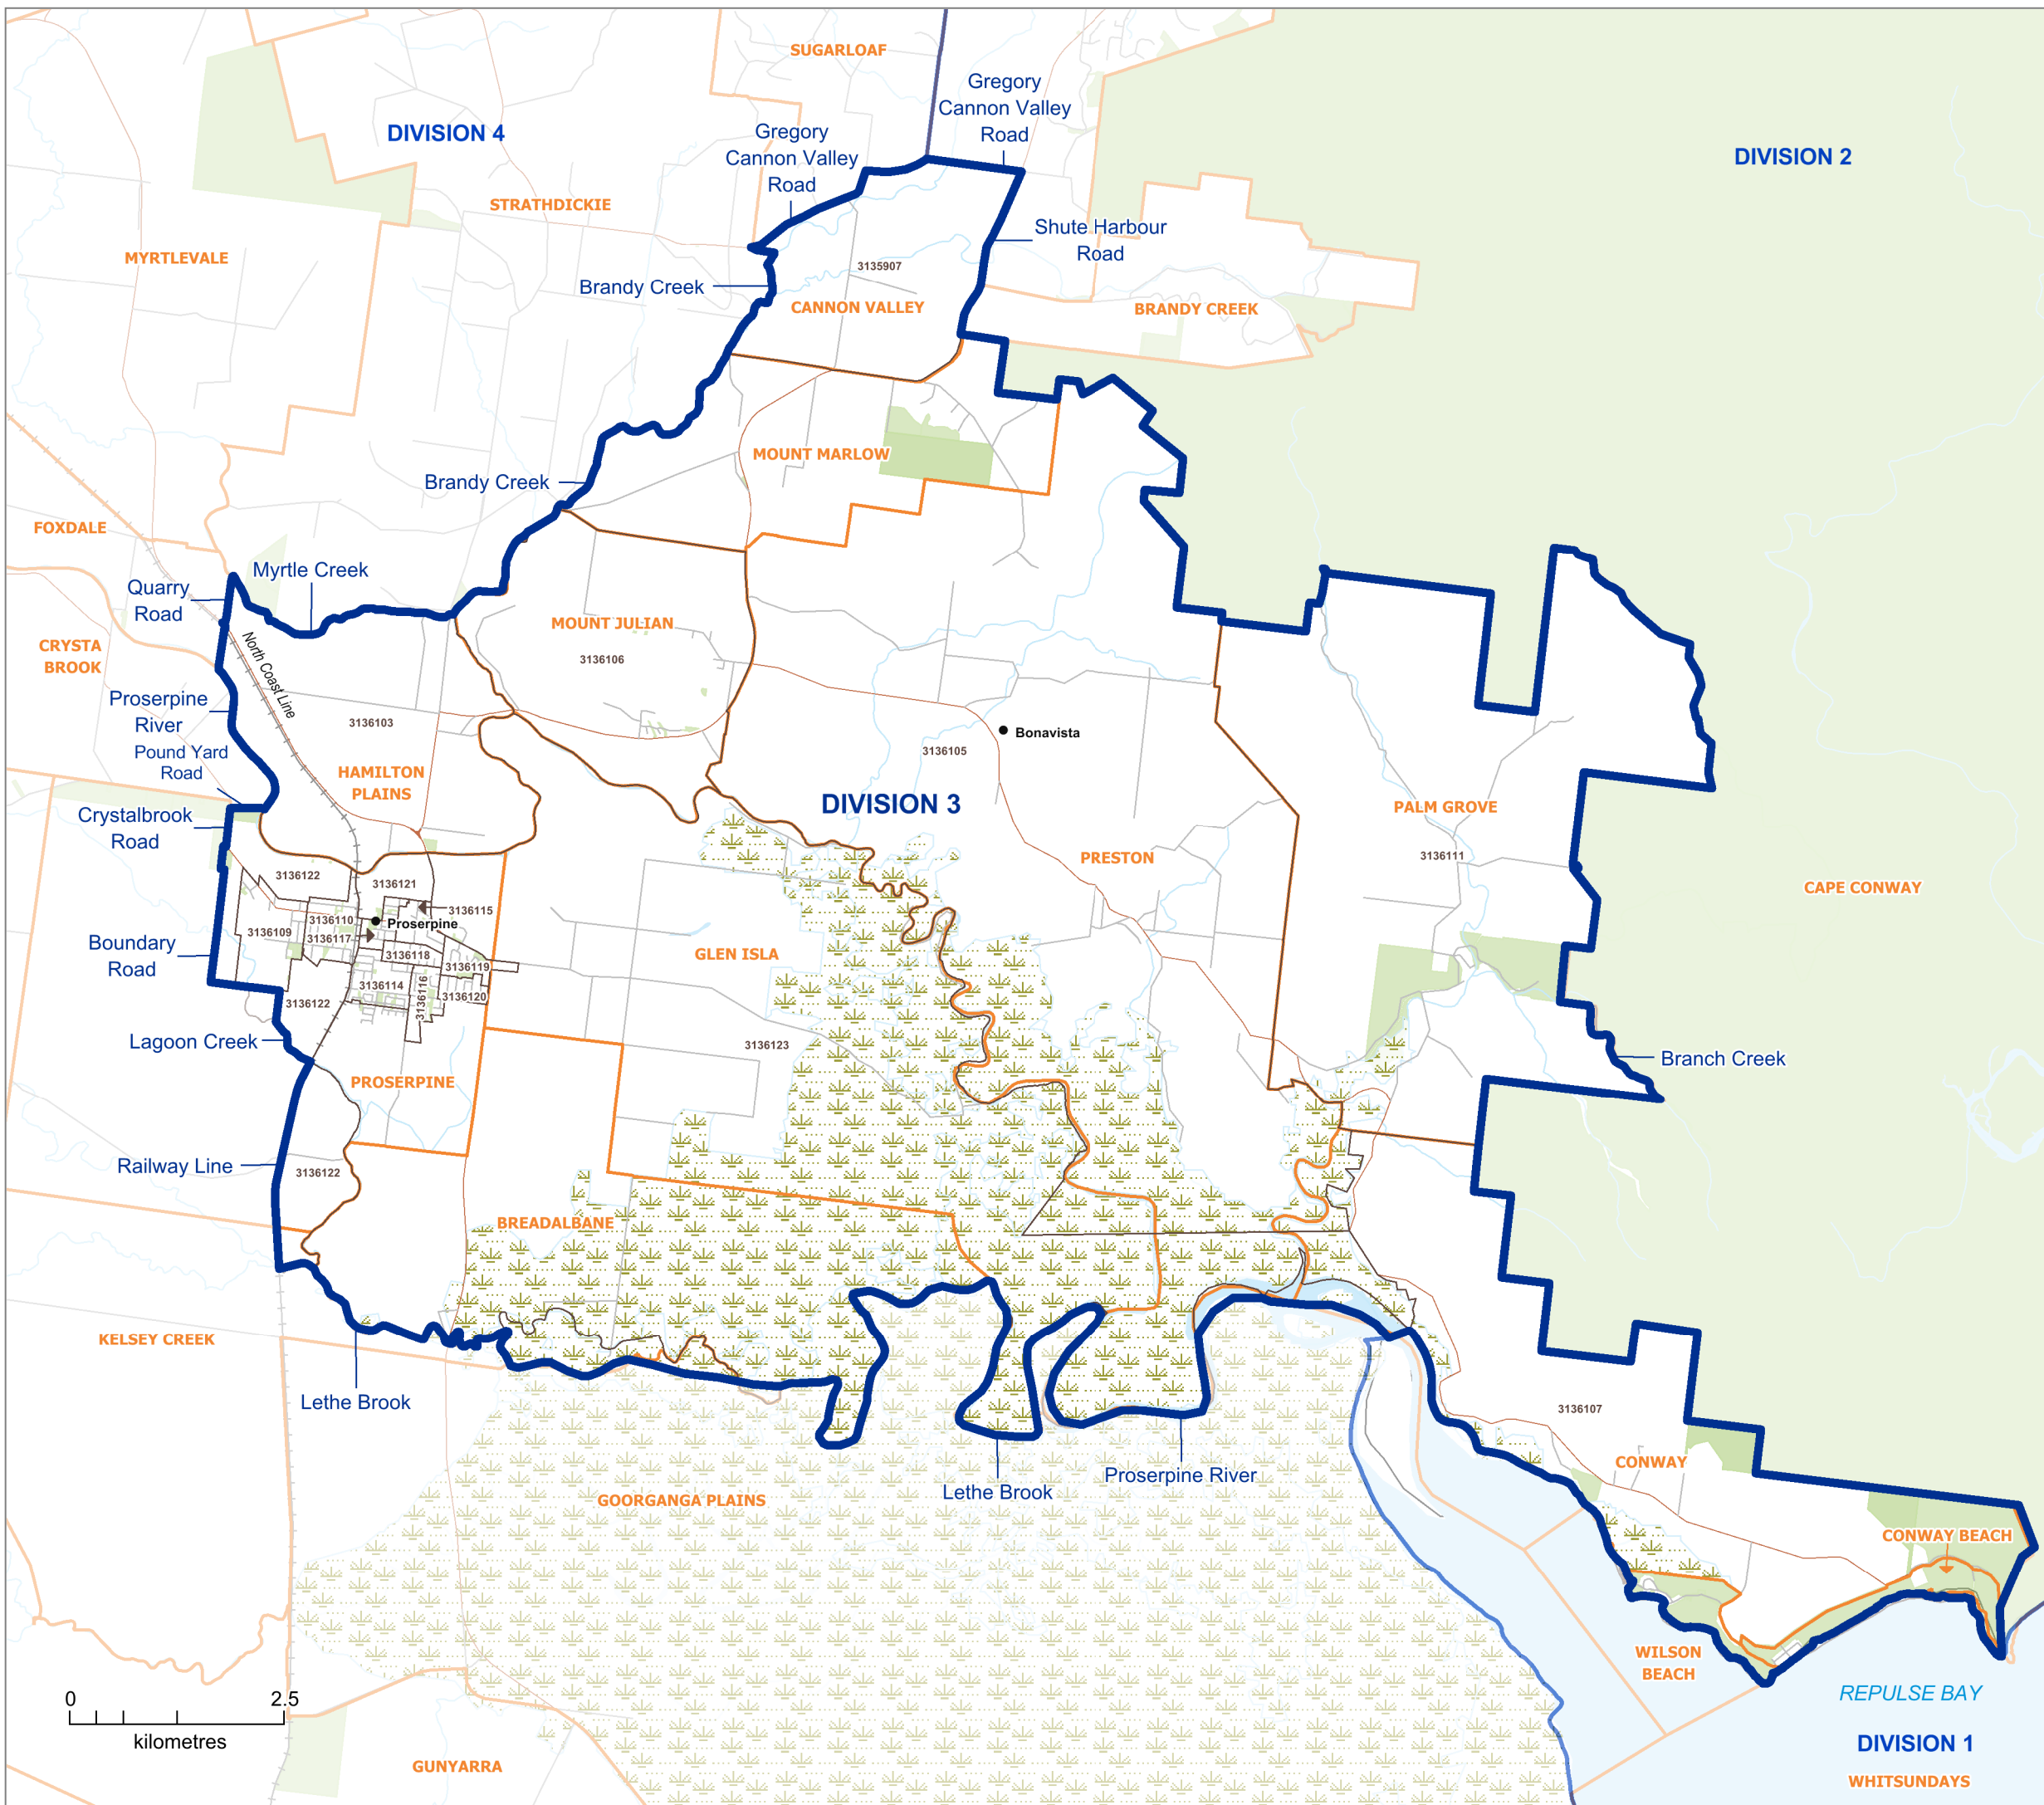 SUGARLOAF
Gregory
Cannon Valley
Road
DIVISION 4
Gregory
Cannon Valley
Road
DIVISION 2
STRATHDICKIE
Shute Harbour
Road
MYRTLEVALE
3135907
Brandy Creek
CANNON VALLEY
BRANDY CREEK
MOUNT MARLOW
Brandy Creek
FOXDALE
Myrtle Creek
Quarry
Road
MOUNT JULIAN
CRYSTA
BROOK
North Coast Line
3136106
Proserpine
River
3136103
Bonavista
3136105
Pound Yard
Road
HAMILTON
PLAINS
DIVISION 3
PALM GROVE
Crystalbrook
Road
3136111
PRESTON
3136122
3136121
CAPE CONWAY
3136115
3136110
Proserpine
3136109
3136117
Boundary
Road
3136118
GLEN ISLA
3136119
3136114
3136116
3136120
3136122
Lagoon Creek
3136123
Branch Creek
PROSERPINE
Railway Line
3136122
BREADALBANE
KELSEY CREEK
Lethe Brook
3136107
CONWAY
Proserpine River
Lethe Brook
GOORGANGA PLAINS
CONWAY BEACH
WILSON
BEACH
REPULSE BAY
0 2.5
kilometres
DIVISION 1
GUNYARRA
WHITSUNDAYS